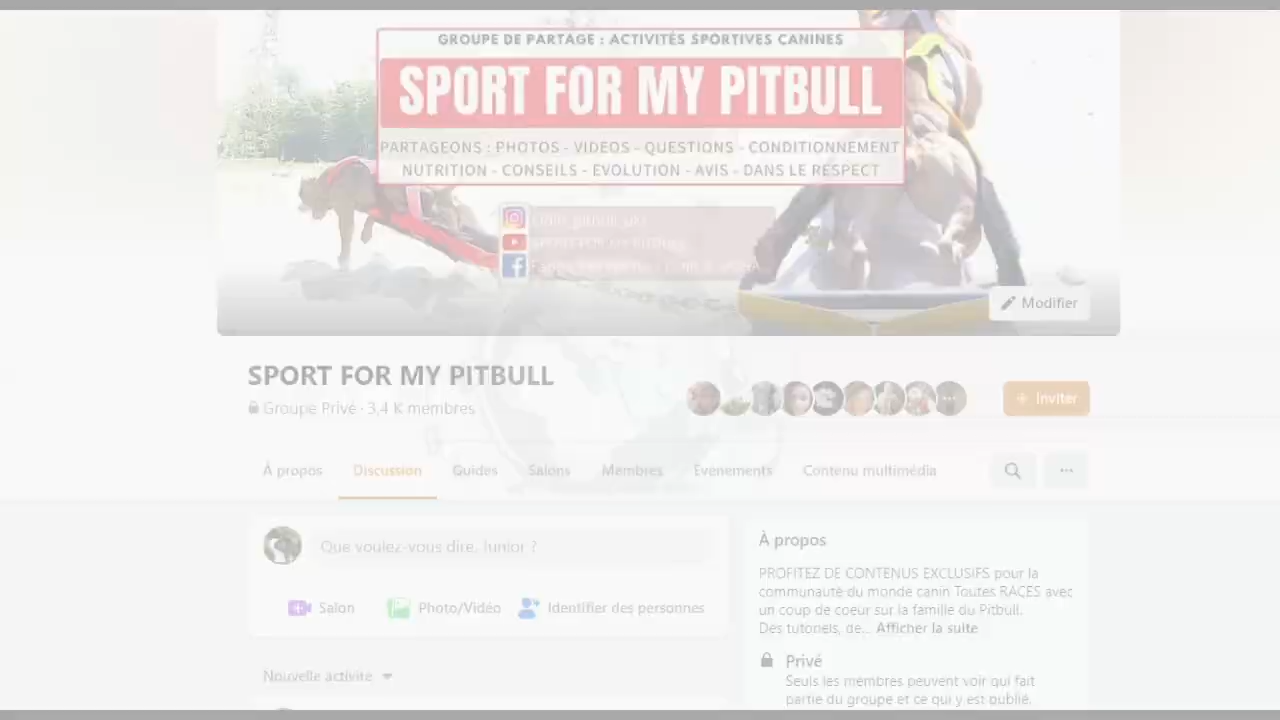 GROUPE DE PARTAGE : ACTIVITÉS SPORTIVES CANINES
SPORT FOR MY PITBULL
PARTAGEONS : PHOTOS - VIDEOS - QUESTIONS - CONDITIONNEMENT
NUTRITION - CONSEILS - EVOLUTION - AVIS - DANS LE RESPECT
SPORT FOR MY PITBULL
Modifier
SPORT FOR MY PITBULL
Groupe Privé · 3,4 K membres
+ Inviter
À propos
Discussion
Guides
Salons
Membres
Évènements
Contenu multimédia
Que voulez-vous dire, Junior ?
Salon
Photo/Vidéo
Identifier des personnes
Nouvelle activité
À propos
PROFITEZ DE CONTENUS EXCLUSIFS pour la
communauté du monde canin Toutes RACES avec
un coup de coeur sur la famille du Pitbull.
Des tutoriels, de... Afficher la suite
Privé
Seuls les membres peuvent voir qui fait
partie du groupe et ce qui y est publié.